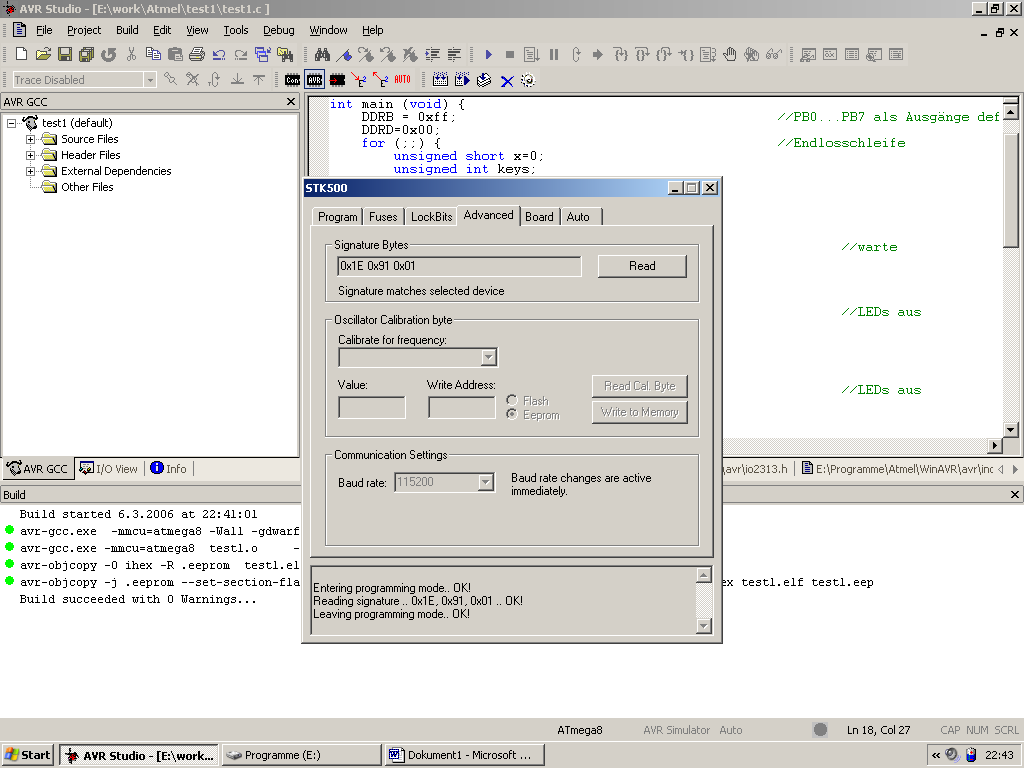 AVR Studio - [E:\work\Atmel\test1\test1.c ]
File Project Build Edit View Tools Debug Window Help
Trace Disabled
Con AVR AUTO
AVR GCC
test1 (default)
Source Files
Header Files
External Dependencies
Other Files
int main (void) {
DDRB = 0xff; //PB0...PB7 als Ausgänge def
DDRD=0x00;
for (;;) { //Endlosschleife
unsigned short x=0;
unsigned int keys;
//warte
//LEDs aus
//LEDs aus
STK500
Program Fuses LockBits Advanced Board Auto
Signature Bytes
0x1E 0x91 0x01 Read
Signature matches selected device
Oscillator Calibration byte
Calibrate for frequency:
Value: Write Address:
Flash
Eeprom
Read Cal. Byte
Write to Memory
Communication Settings
Baud rate: 115200 Baud rate changes are active
immediately.
Entering programming mode.. OK!
Reading signature .. 0x1E, 0x91, 0x01 .. OK!
Leaving programming mode.. OK!
AVR GCC I/O View Info
\avr\io2313.h E:\Programme\Atmel\WinAVR\avr\inc
Build
Build started 6.3.2006 at 22:41:01
avr-gcc.exe -mmcu=atmega8 -Wall -gdwarf
avr-gcc.exe -mmcu=atmega8 test1.o -
avr-objcopy -O ihex -R .eeprom test1.el
avr-objcopy -j .eeprom --set-section-fla ex test1.elf test1.eep
Build succeeded with 0 Warnings...
ATmega8 AVR Simulator Auto Ln 18, Col 27 CAP NUM SCRL
Start AVR Studio - [E:\work... Programme (E:) Dokument1 - Microsoft ... « 22:43